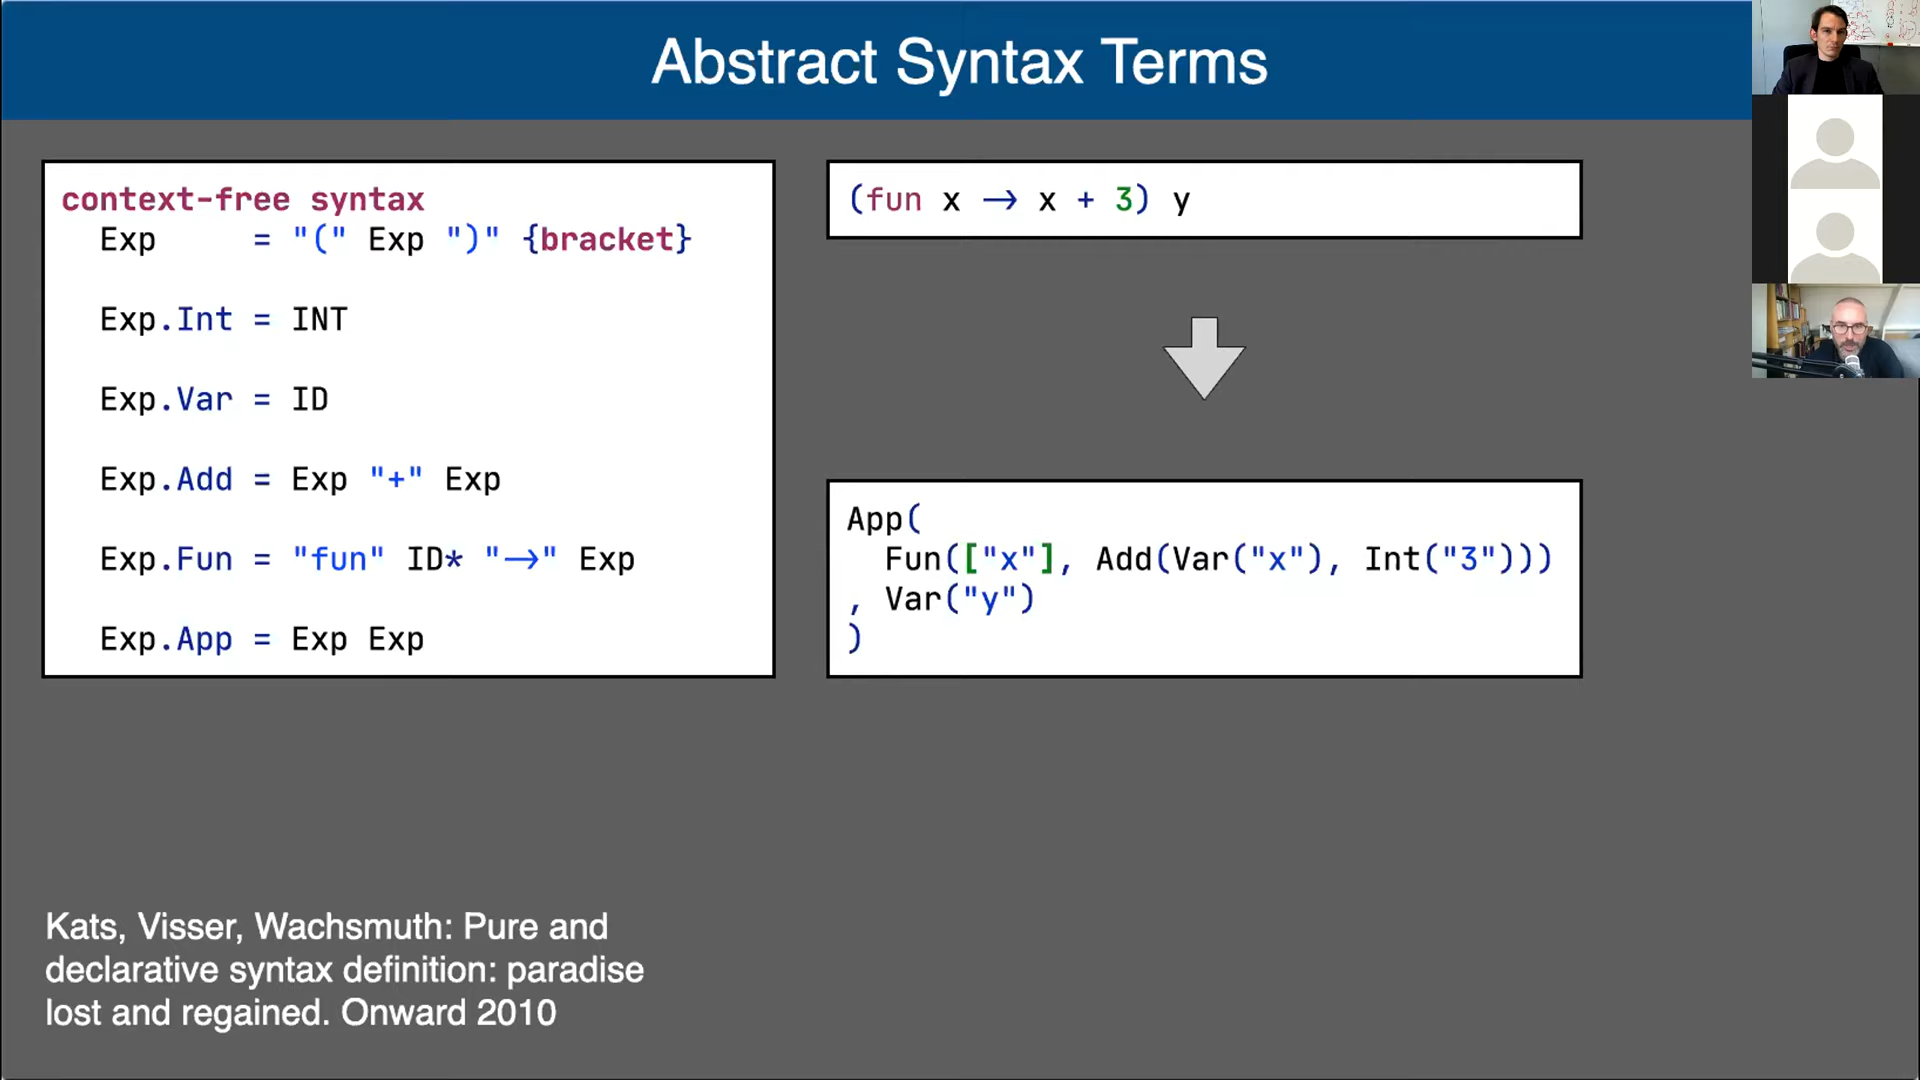 Abstract Syntax Terms
context-free syntax
Exp = "(" Exp ")" {bracket}
Exp.Int = INT
Exp.Var = ID
Exp.Add = Exp "+" Exp
Exp.Fun = "fun" ID* "->" Exp
Exp.App = Exp Exp
(fun x -> x + 3) y
App(
Fun(["x"], Add(Var("x"), Int("3")))
, Var("y")
)
Kats, Visser, Wachsmuth: Pure and
declarative syntax definition: paradise
lost and regained. Onward 2010